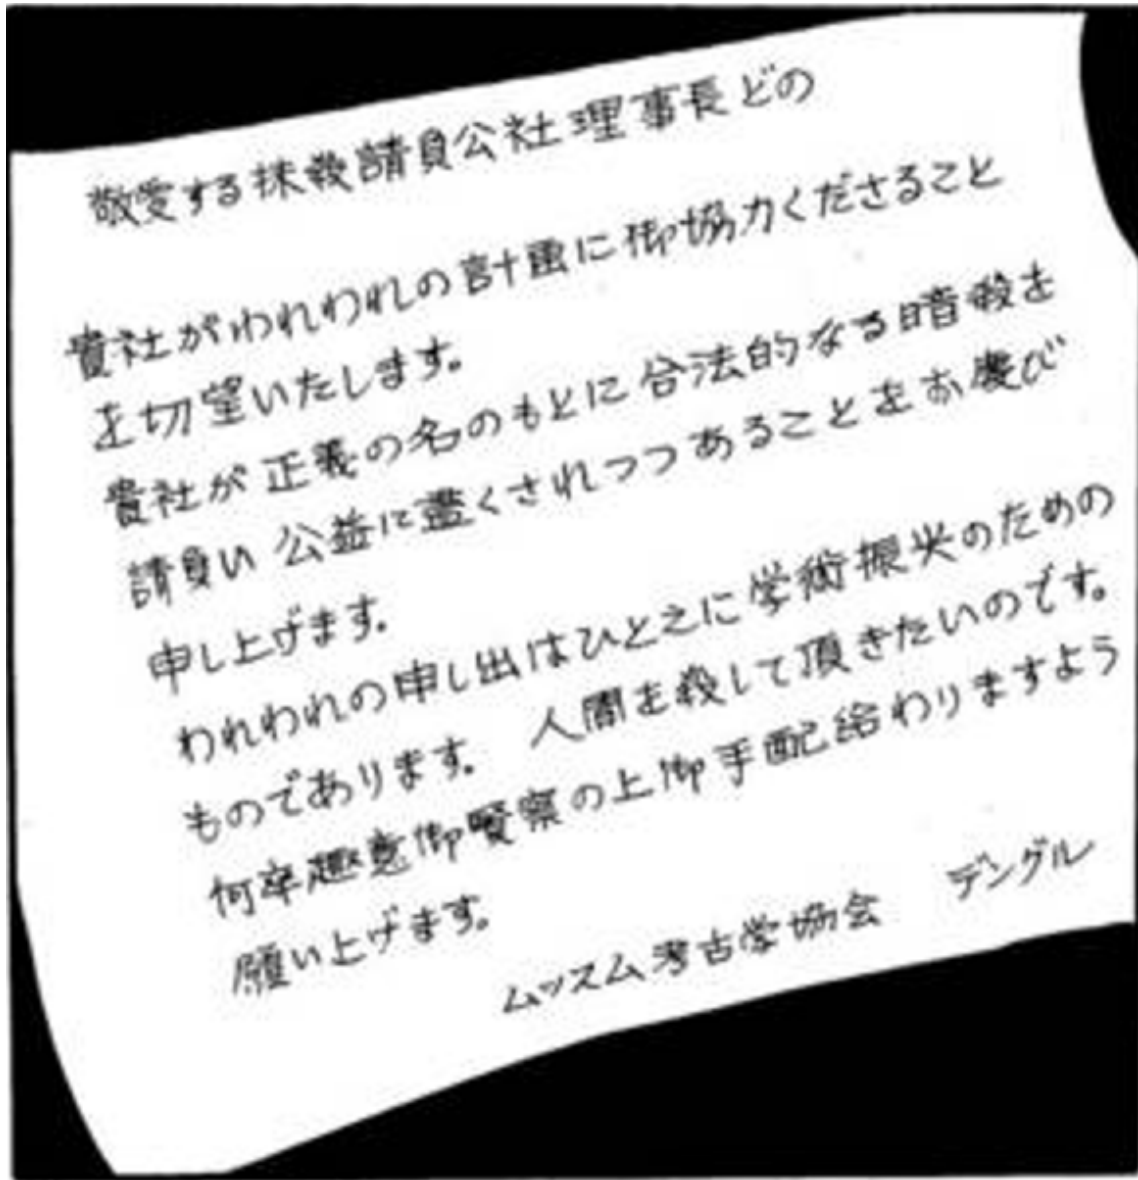 敬愛する抹殺請負公社理事長どの
貴社がわれわれの計画に御協力くださること
を切望いたします。
貴社が正義の名のもとに合法的なる暗殺を
請負い 公益に盡くされつつあることをお慶び
申し上げます。
われわれの申し出はひとえに学術振興のための
ものであります。 人間を殺して頂きたいのです。
何卒趣意御賢察の上御手配給わりますよう
願い上げます。
ムッスム考古学協会 デングル